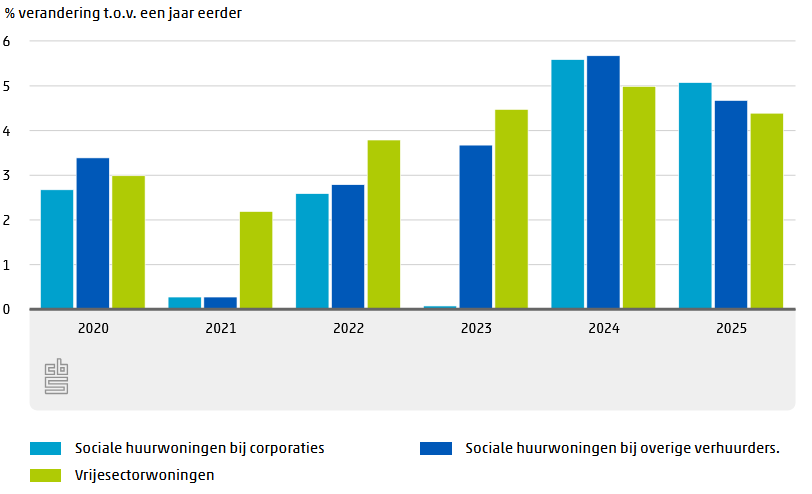 % verandering t.o.v. een jaar eerder
6
5
4
3
2
1
0
2020 2021 2022 2023 2024 2025
Sociale huurwoningen bij corporaties Sociale huurwoningen bij overige verhuurders.
Vrijesectorwoningen